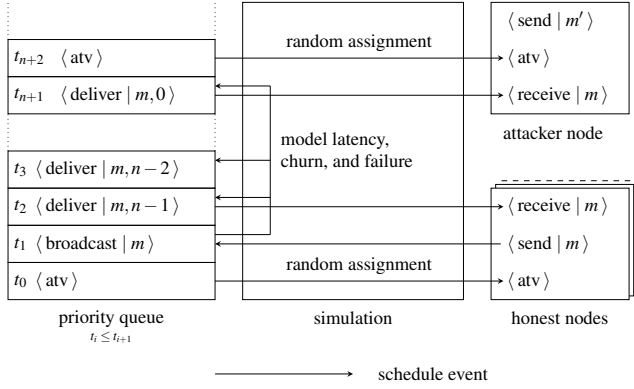 t_{n+2} ⟨ atv ⟩
t_{n+1} ⟨ deliver | m, 0 ⟩
t_3 ⟨ deliver | m, n − 2 ⟩
t_2 ⟨ deliver | m, n − 1 ⟩
t_1 ⟨ broadcast | m ⟩
t_0 ⟨ atv ⟩
priority queue
t_i ≤ t_{i+1}
random assignment
model latency,
churn, and failure
random assignment
simulation
⟨ send | m′ ⟩
⟨ atv ⟩
⟨ receive | m ⟩
attacker node
⟨ receive | m ⟩
⟨ send | m ⟩
⟨ atv ⟩
honest nodes
schedule event